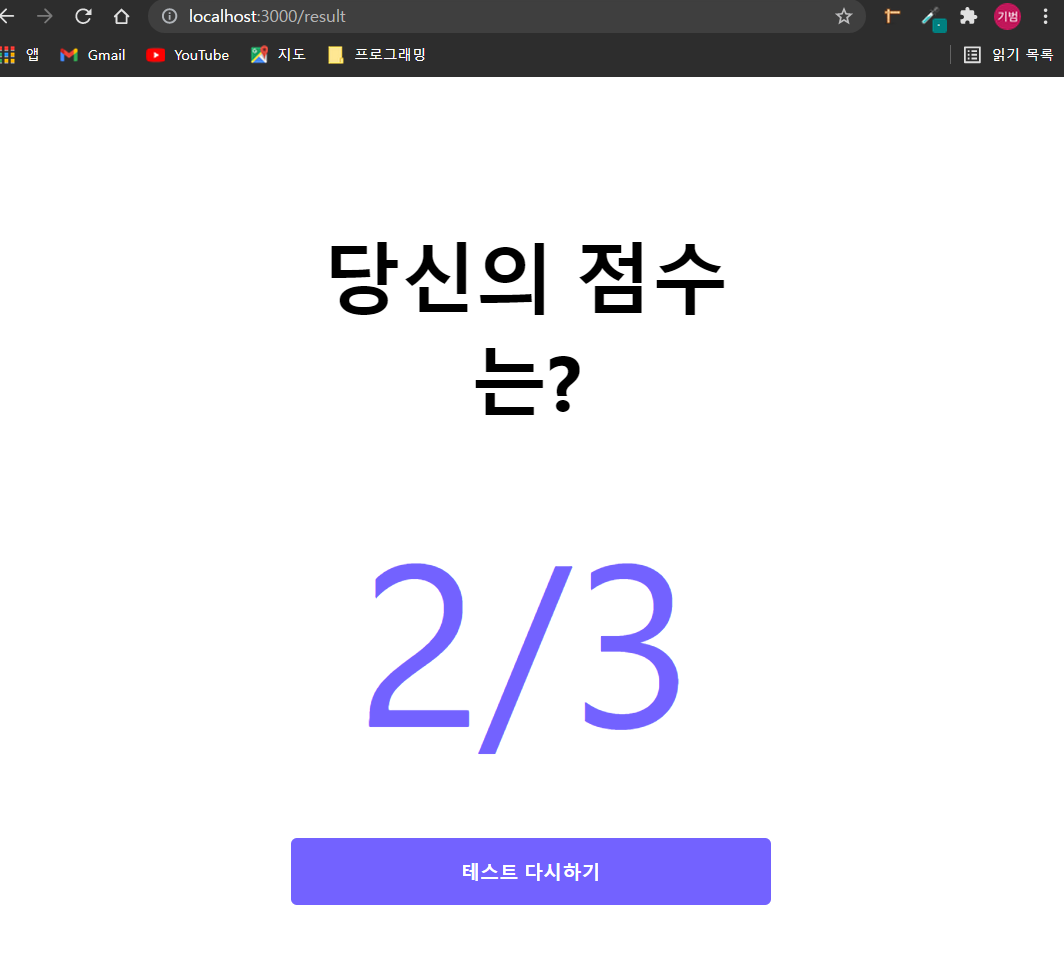 localhost:3000/result
기범
앱 Gmail YouTube 지도 프로그래밍 읽기 목록
당신의 점수
는?
2/3
테스트 다시하기